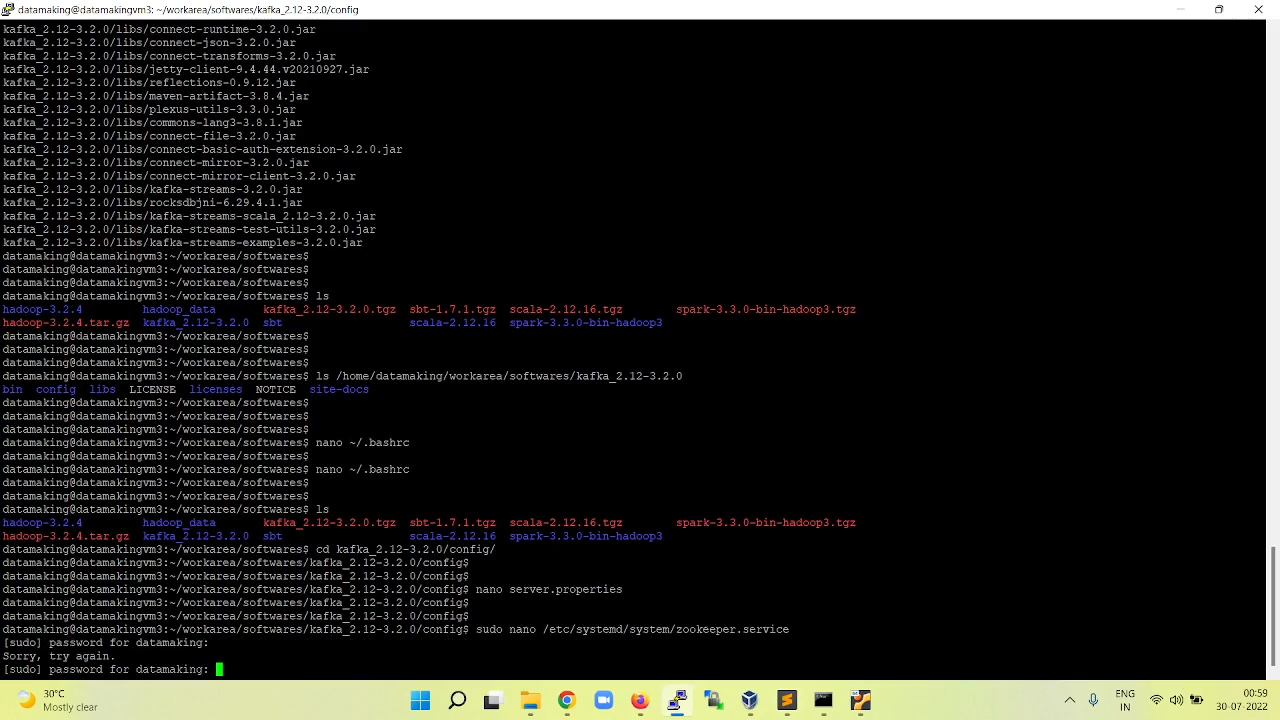 datamaking@datamakingvm3: ~/workarea/softwares/kafka_2.12-3.2.0/config
kafka_2.12-3.2.0/libs/connect-runtime-3.2.0.jar
kafka_2.12-3.2.0/libs/connect-json-3.2.0.jar
kafka_2.12-3.2.0/libs/connect-transforms-3.2.0.jar
kafka_2.12-3.2.0/libs/jetty-client-9.4.44.v20210927.jar
kafka_2.12-3.2.0/libs/reflections-0.9.12.jar
kafka_2.12-3.2.0/libs/maven-artifact-3.8.4.jar
kafka_2.12-3.2.0/libs/plexus-utils-3.3.0.jar
kafka_2.12-3.2.0/libs/commons-lang3-3.8.1.jar
kafka_2.12-3.2.0/libs/connect-file-3.2.0.jar
kafka_2.12-3.2.0/libs/connect-basic-auth-extension-3.2.0.jar
kafka_2.12-3.2.0/libs/connect-mirror-3.2.0.jar
kafka_2.12-3.2.0/libs/connect-mirror-client-3.2.0.jar
kafka_2.12-3.2.0/libs/kafka-streams-3.2.0.jar
kafka_2.12-3.2.0/libs/rocksdbjni-6.29.4.1.jar
kafka_2.12-3.2.0/libs/kafka-streams-scala_2.12-3.2.0.jar
kafka_2.12-3.2.0/libs/kafka-streams-test-utils-3.2.0.jar
kafka_2.12-3.2.0/libs/kafka-streams-examples-3.2.0.jar
datamaking@datamakingvm3:~/workarea/softwares$
datamaking@datamakingvm3:~/workarea/softwares$
datamaking@datamakingvm3:~/workarea/softwares$
datamaking@datamakingvm3:~/workarea/softwares$ ls
hadoop-3.2.4 hadoop_data kafka_2.12-3.2.0.tgz sbt-1.7.1.tgz scala-2.12.16.tgz spark-3.3.0-bin-hadoop3.tgz
hadoop-3.2.4.tar.gz kafka_2.12-3.2.0 sbt scala-2.12.16 spark-3.3.0-bin-hadoop3
datamaking@datamakingvm3:~/workarea/softwares$
datamaking@datamakingvm3:~/workarea/softwares$
datamaking@datamakingvm3:~/workarea/softwares$
datamaking@datamakingvm3:~/workarea/softwares$ ls /home/datamaking/workarea/softwares/kafka_2.12-3.2.0
bin config libs LICENSE licenses NOTICE site-docs
datamaking@datamakingvm3:~/workarea/softwares$
datamaking@datamakingvm3:~/workarea/softwares$
datamaking@datamakingvm3:~/workarea/softwares$
datamaking@datamakingvm3:~/workarea/softwares$ nano ~/.bashrc
datamaking@datamakingvm3:~/workarea/softwares$
datamaking@datamakingvm3:~/workarea/softwares$ nano ~/.bashrc
datamaking@datamakingvm3:~/workarea/softwares$
datamaking@datamakingvm3:~/workarea/softwares$
datamaking@datamakingvm3:~/workarea/softwares$ ls
hadoop-3.2.4 hadoop_data kafka_2.12-3.2.0.tgz sbt-1.7.1.tgz scala-2.12.16.tgz spark-3.3.0-bin-hadoop3.tgz
hadoop-3.2.4.tar.gz kafka_2.12-3.2.0 sbt scala-2.12.16 spark-3.3.0-bin-hadoop3
datamaking@datamakingvm3:~/workarea/softwares$ cd kafka_2.12-3.2.0/config/
datamaking@datamakingvm3:~/workarea/softwares/kafka_2.12-3.2.0/config$
datamaking@datamakingvm3:~/workarea/softwares/kafka_2.12-3.2.0/config$
datamaking@datamakingvm3:~/workarea/softwares/kafka_2.12-3.2.0/config$ nano server.properties
datamaking@datamakingvm3:~/workarea/softwares/kafka_2.12-3.2.0/config$
datamaking@datamakingvm3:~/workarea/softwares/kafka_2.12-3.2.0/config$
datamaking@datamakingvm3:~/workarea/softwares/kafka_2.12-3.2.0/config$ sudo nano /etc/systemd/system/zookeeper.service
[sudo] password for datamaking:
Sorry, try again.
[sudo] password for datamaking:
30°C
Mostly clear
ENG
IN
00:59
30-07-2022